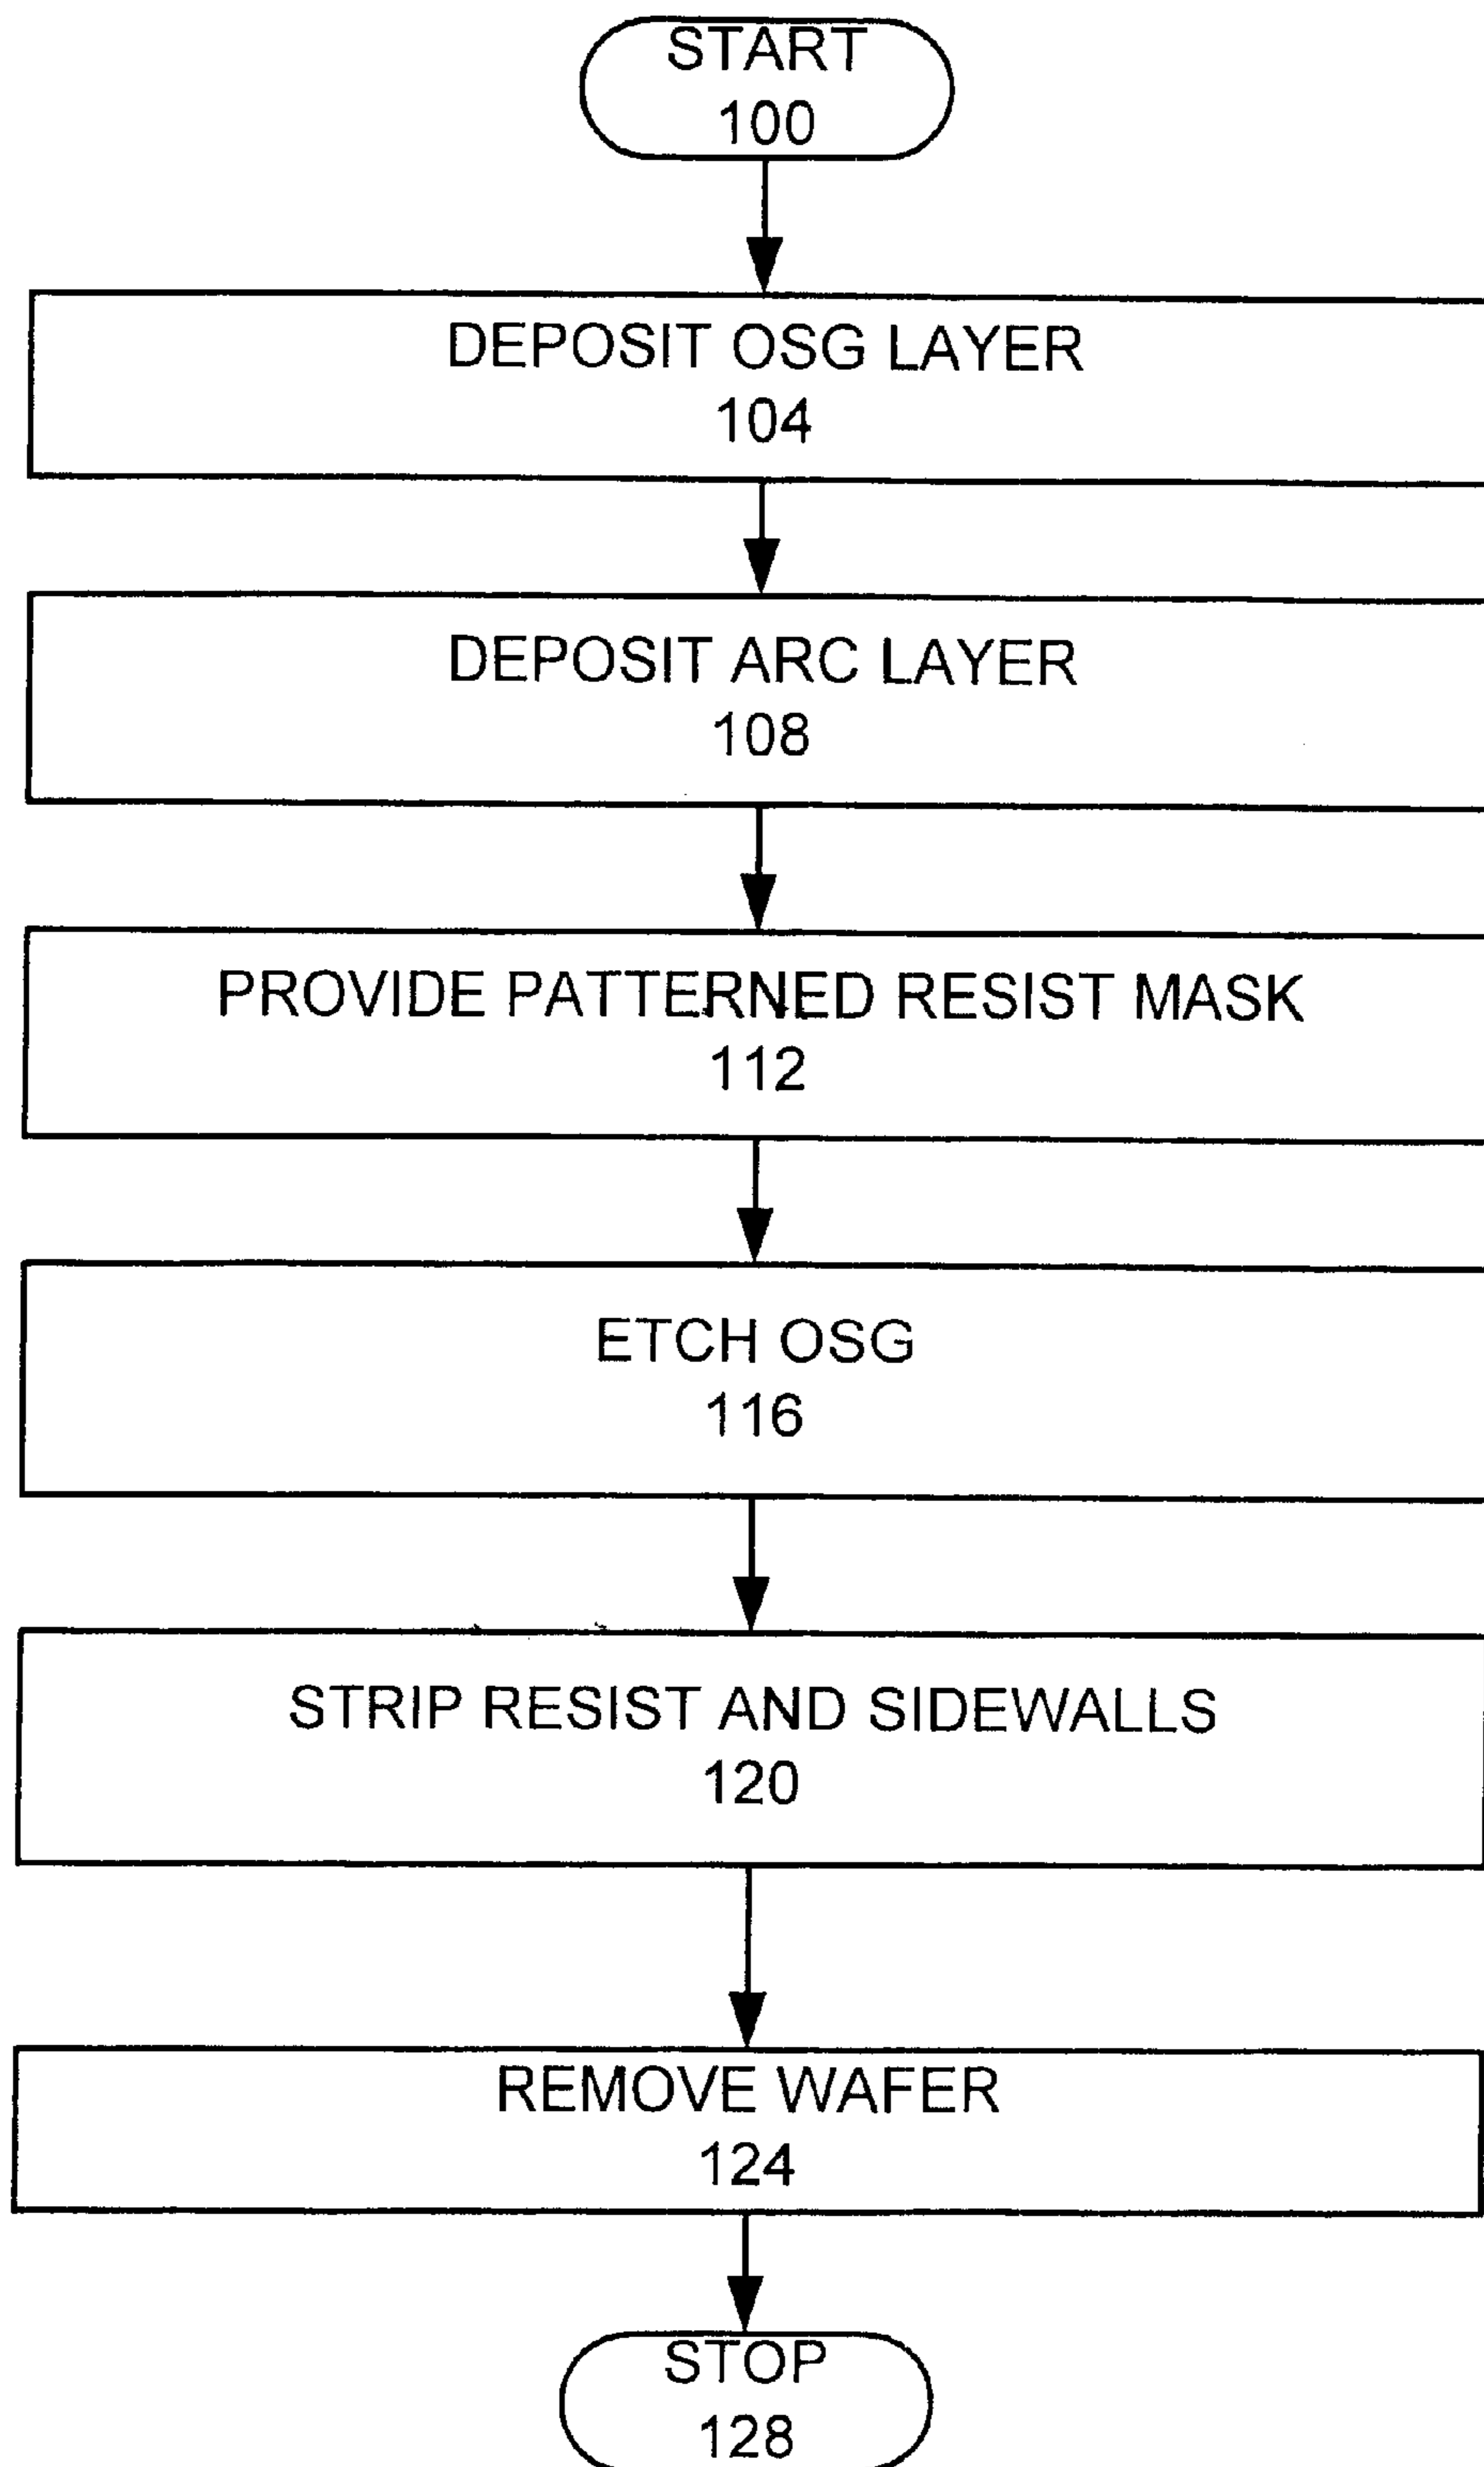 START
100
DEPOSIT OSG LAYER
104
DEPOSIT ARC LAYER
108
PROVIDE PATTERNED RESIST MASK
112
ETCH OSG
116
STRIP RESIST AND SIDEWALLS
120
REMOVE WAFER
124
STOP
128